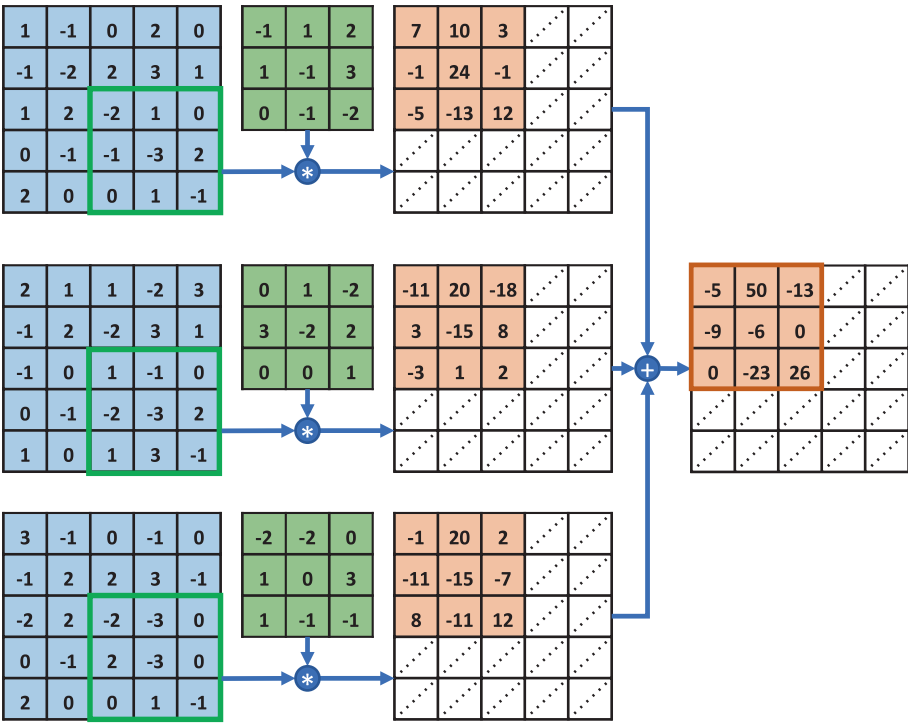 1 -1 0 2 0
-1 -2 2 3 1
1 2 -2 1 0
0 -1 -1 -3 2
2 0 0 1 -1
-1 1 2
1 -1 3
0 -1 -2
*
7 10 3
-1 24 -1
-5 -13 12
2 1 1 -2 3
-1 2 -2 3 1
-1 0 1 -1 0
0 -1 -2 -3 2
1 0 1 3 -1
0 1 -2
3 -2 2
0 0 1
*
-11 20 -18
3 -15 8
-3 1 2
+
-5 50 -13
-9 -6 0
0 -23 26
3 -1 0 -1 0
-1 2 2 3 -1
-2 2 -2 -3 0
0 -1 2 -3 0
2 0 0 1 -1
-2 -2 0
1 0 3
1 -1 -1
*
-1 20 2
-11 -15 -7
8 -11 12